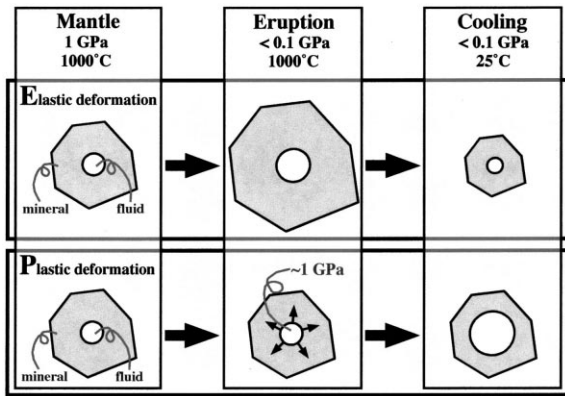 Mantle
1 GPa
1000˚C
Eruption
< 0.1 GPa
1000˚C
Cooling
< 0.1 GPa
25˚C
Elastic deformation
mineral
fluid
Plastic deformation
~1 GPa
mineral
fluid